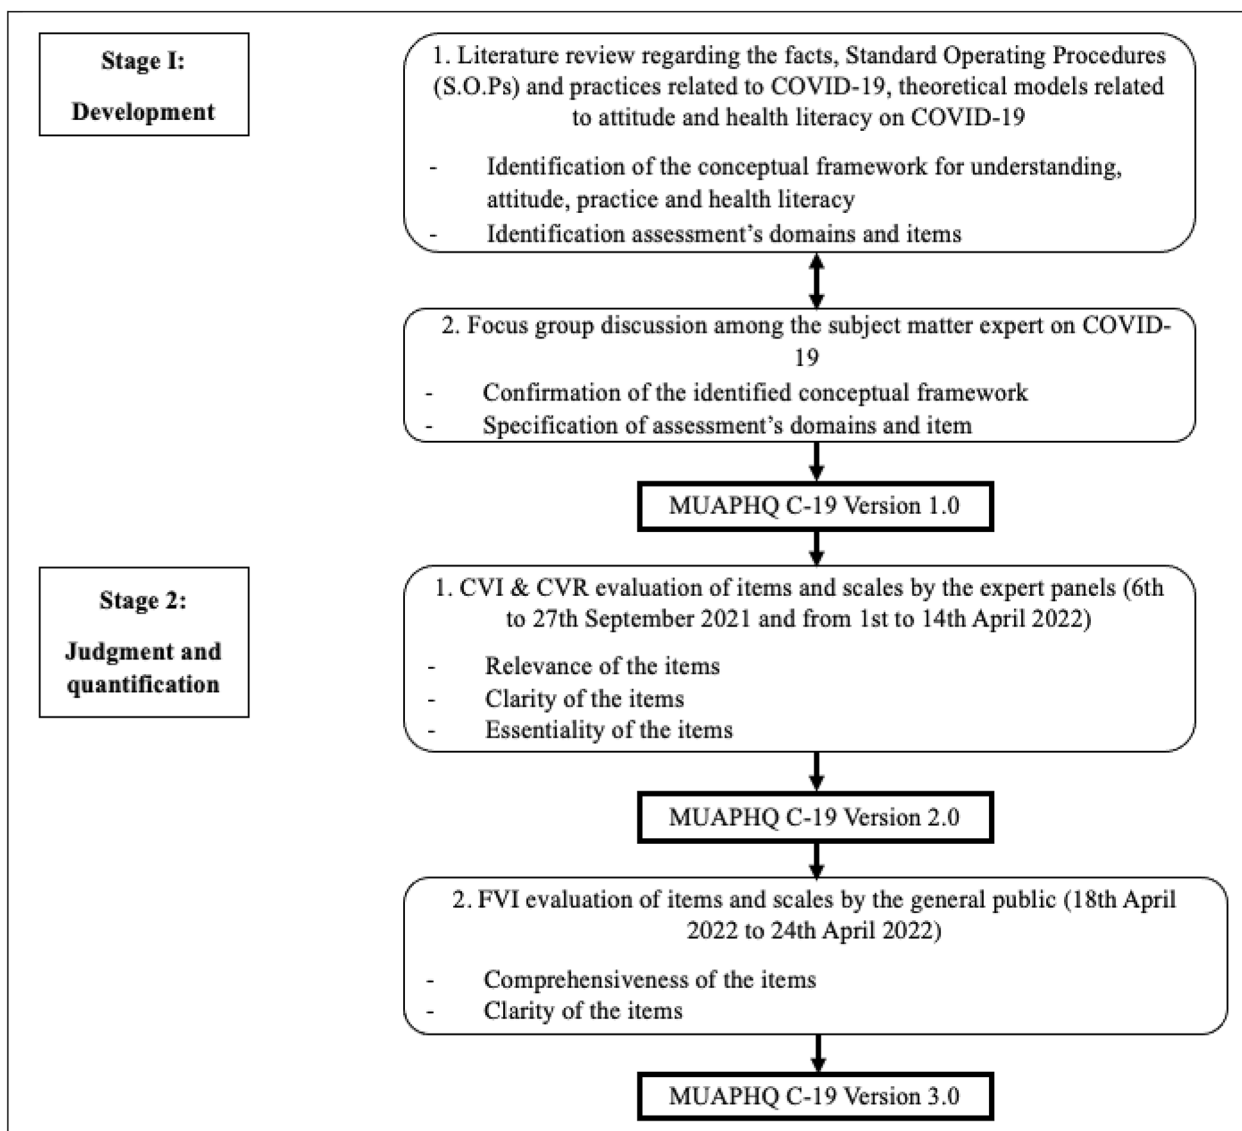 Stage I:
Development
1. Literature review regarding the facts, Standard Operating Procedures
(S.O.Ps) and practices related to COVID-19, theoretical models related
to attitude and health literacy on COVID-19
- Identification of the conceptual framework for understanding,
attitude, practice and health literacy
- Identification assessment’s domains and items
2. Focus group discussion among the subject matter expert on COVID-
19
- Confirmation of the identified conceptual framework
- Specification of assessment’s domains and item
MUAPHQ C-19 Version 1.0
Stage 2:
Judgment and
quantification
1. CVI & CVR evaluation of items and scales by the expert panels (6th
to 27th September 2021 and from 1st to 14th April 2022)
- Relevance of the items
- Clarity of the items
- Essentiality of the items
MUAPHQ C-19 Version 2.0
2. FVI evaluation of items and scales by the general public (18th April
2022 to 24th April 2022)
- Comprehensiveness of the items
- Clarity of the items
MUAPHQ C-19 Version 3.0